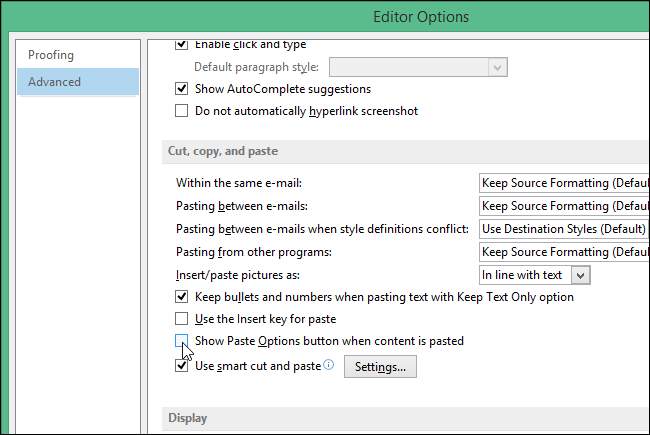 Editor Options
Proofing
Advanced
Enable click and type
Default paragraph style:
Show AutoComplete suggestions
Do not automatically hyperlink screenshot
Cut, copy, and paste
Within the same e-mail: Keep Source Formatting (Defaul
Pasting between e-mails: Keep Source Formatting (Defaul
Pasting between e-mails when style definitions conflict: Use Destination Styles (Default)
Pasting from other programs: Keep Source Formatting (Defaul
Insert/paste pictures as: In line with text
Keep bullets and numbers when pasting text with Keep Text Only option
Use the Insert key for paste
Show Paste Options button when content is pasted
Use smart cut and paste Settings...
Display